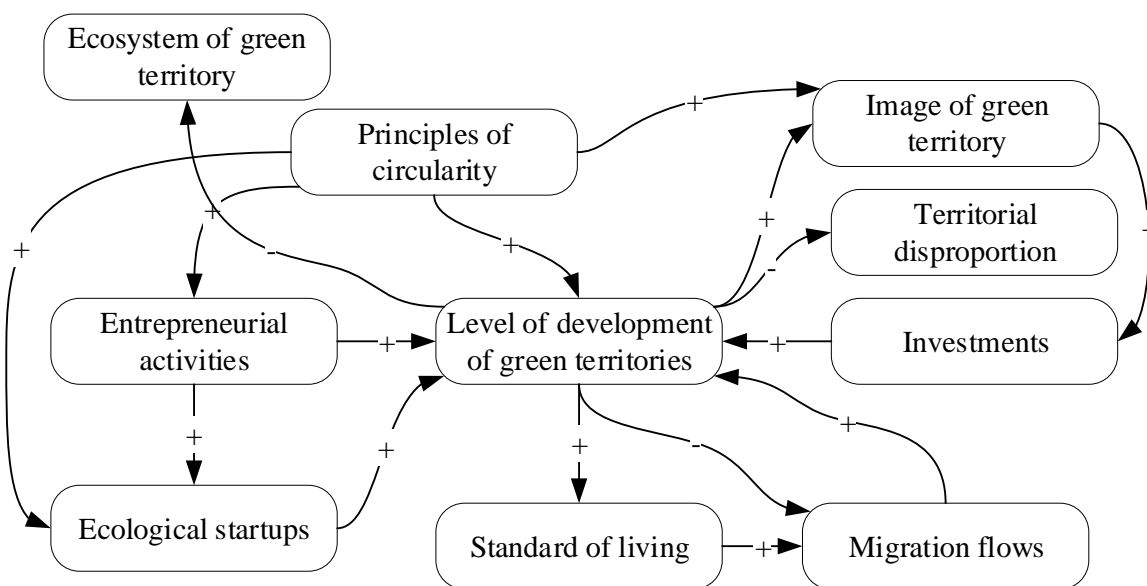 Ecosystem of green
territory
Principles of
circularity
Image of green
territory
Territorial
disproportion
Entrepreneurial
activities
Level of development
of green territories
Investments
Ecological startups
Standard of living
Migration flows
+
+
+
+
+
+
-
-
+
+
+
+
+
+
-
+
+